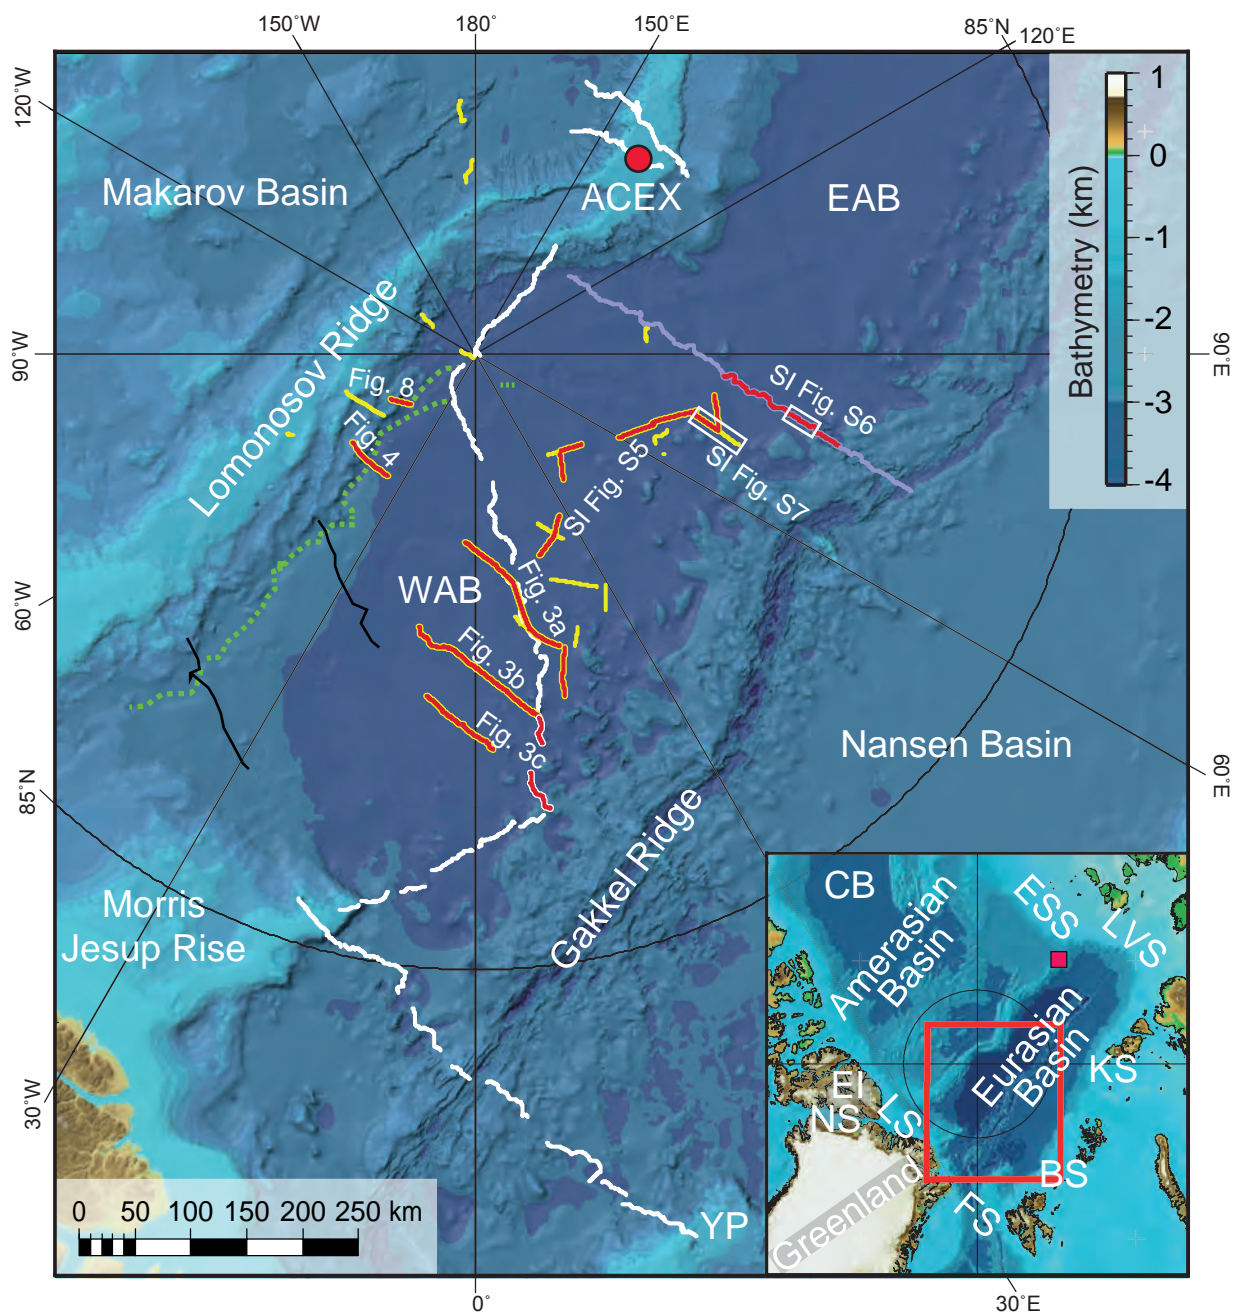 150˚W
180˚
150˚E
85˚N
120˚E
120˚W
1
0
-1
-2
-3
-4
Bathymetry (km)
Makarov Basin
ACEX
EAB
90˚W
90˚E
Lomonosov Ridge
Fig. 8
Fig. 4
SI Fig. S6
SI Fig. S7
SI Fig. S5
WAB
Fig. 3a
Fig. 3b
Fig. 3c
60˚W
60˚E
Nansen Basin
85˚N
Gakkel Ridge
Morris
Jesup Rise
30˚W
CB
Amerasian
Basin
ESS
LVS
Eurasian
Basin
KS
EI
NS
LS
BS
FS
Greenland
YP
0 50 100 150 200 250 km
0˚
30˚E